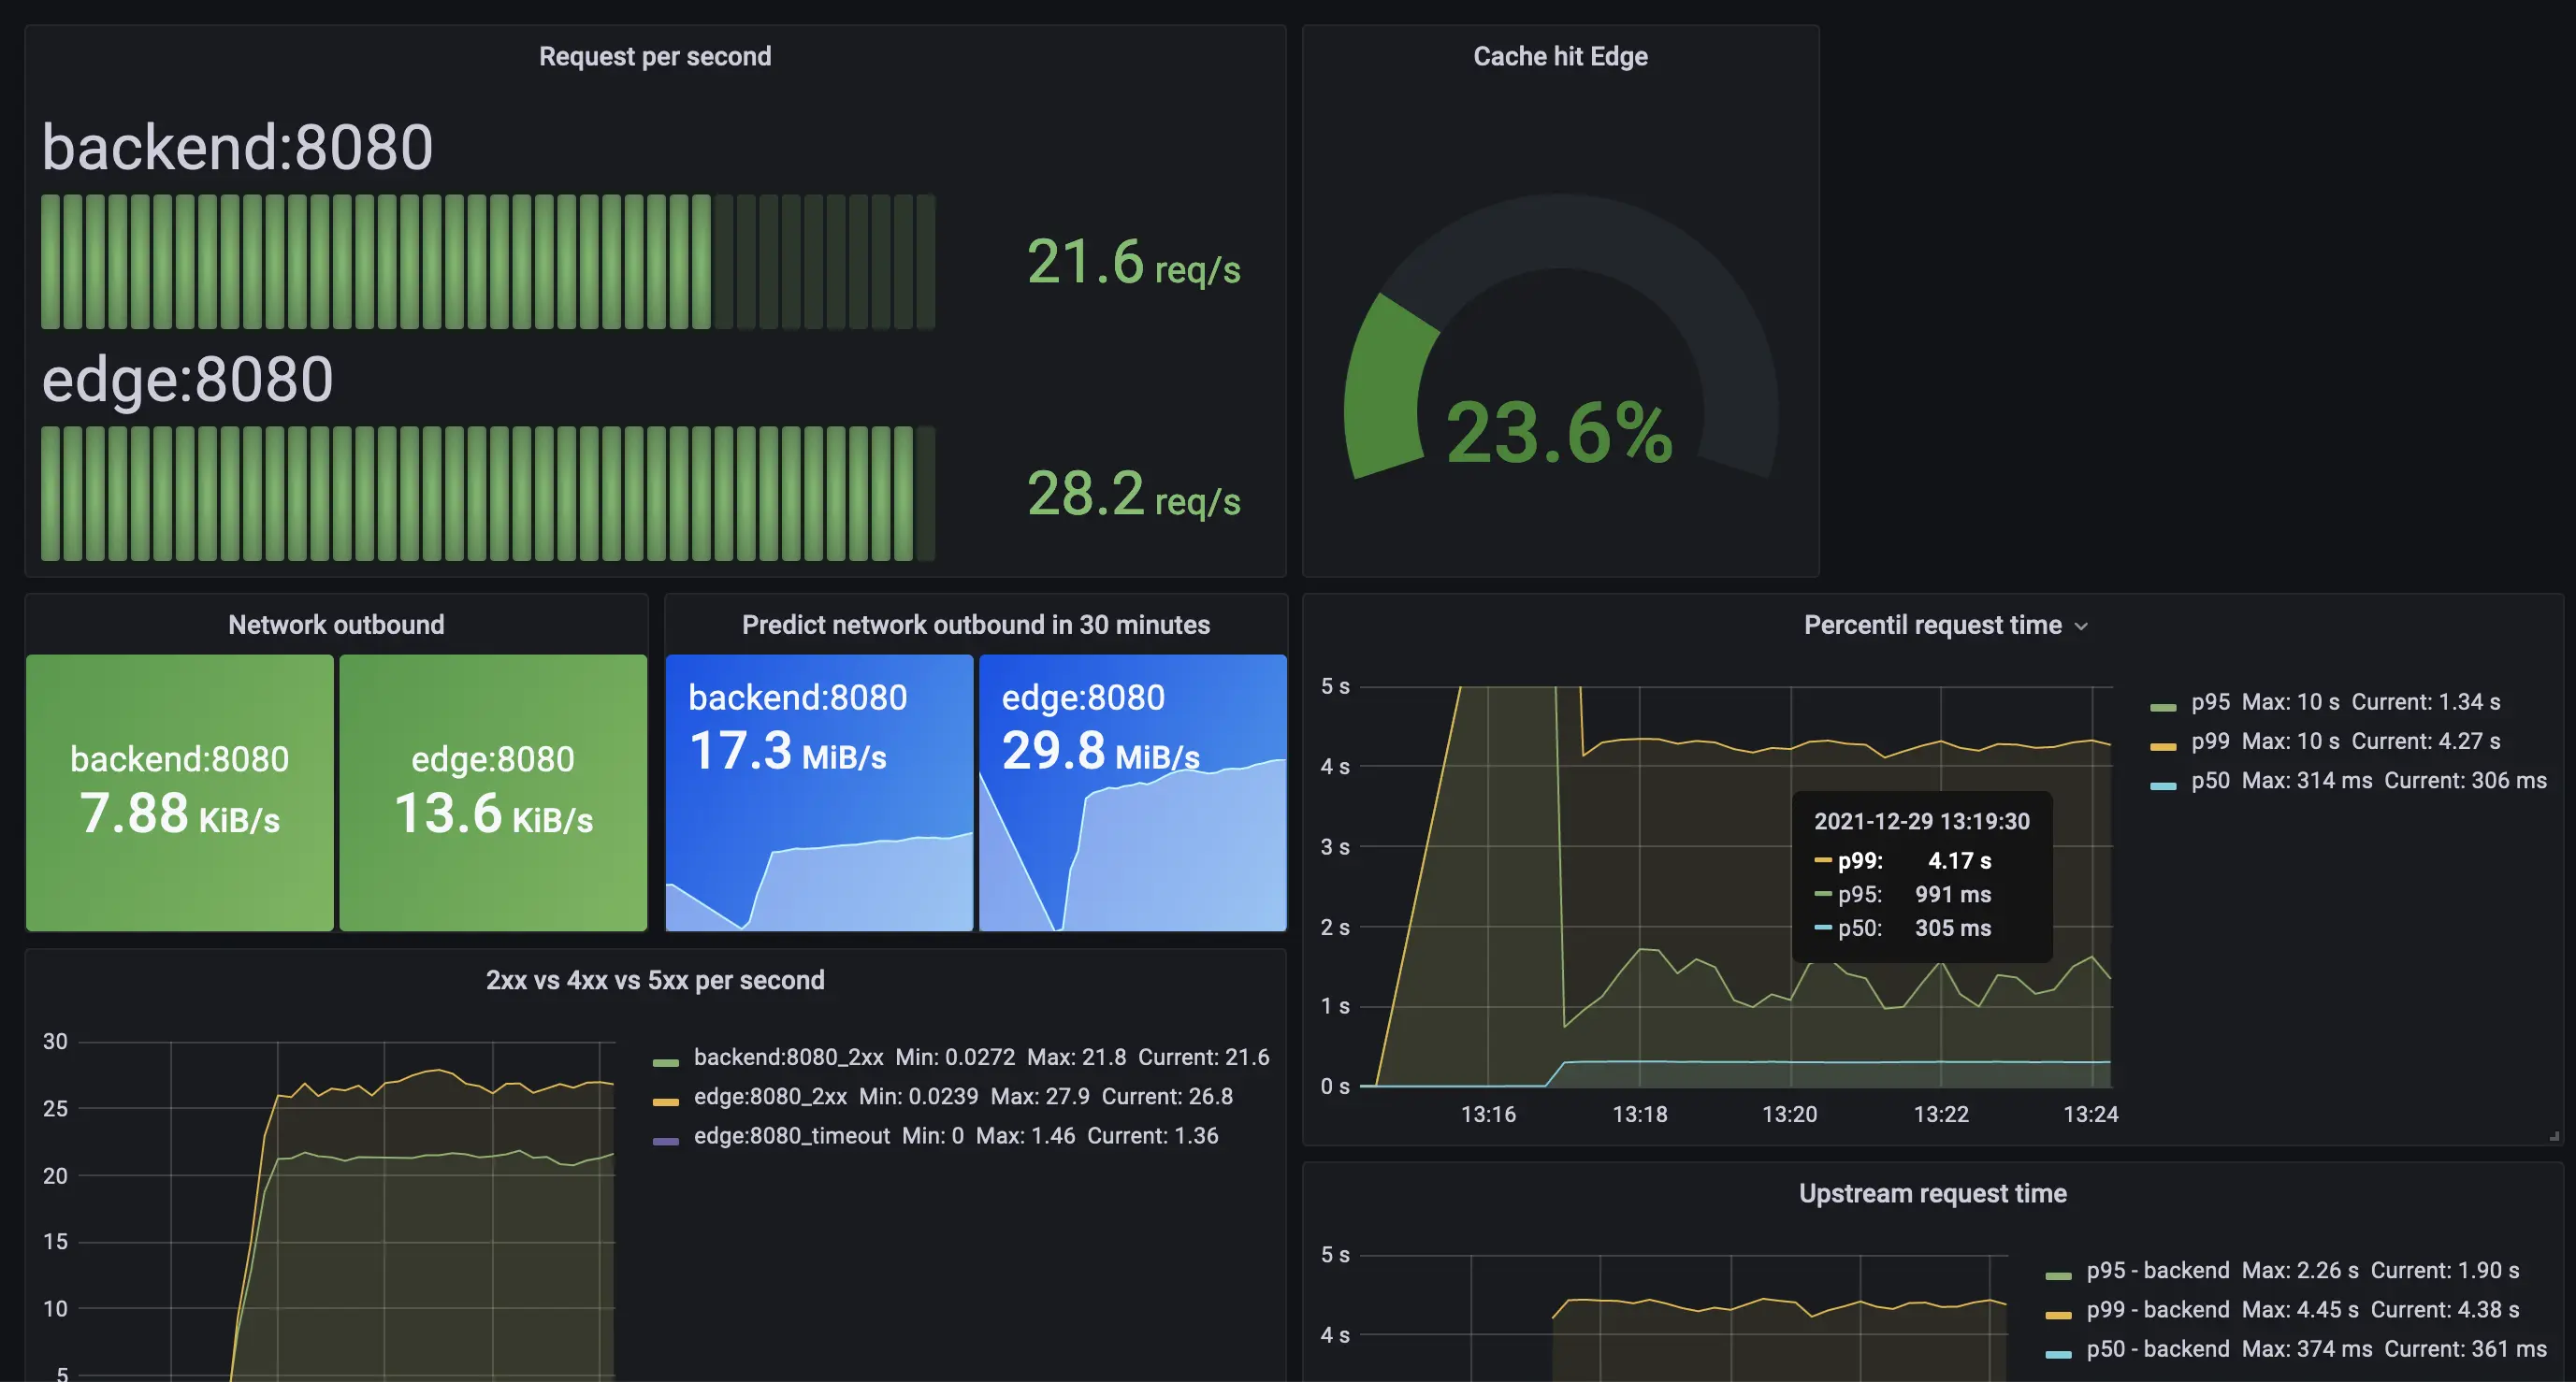 Request per second
backend:8080
21.6 req/s
edge:8080
28.2 req/s
Cache hit Edge
23.6%
Network outbound
backend:8080
7.88 KiB/s
edge:8080
13.6 KiB/s
Predict network outbound in 30 minutes
backend:8080
17.3 MiB/s
edge:8080
29.8 MiB/s
Percentil request time
5 s
4 s
3 s
2 s
1 s
0 s
13:16 13:18 13:20 13:22 13:24
p95 Max: 10 s Current: 1.34 s
p99 Max: 10 s Current: 4.27 s
p50 Max: 314 ms Current: 306 ms
2021-12-29 13:19:30
p99: 4.17 s
p95: 991 ms
p50: 305 ms
2xx vs 4xx vs 5xx per second
30
25
20
15
10
5
backend:8080_2xx Min: 0.0272 Max: 21.8 Current: 21.6
edge:8080_2xx Min: 0.0239 Max: 27.9 Current: 26.8
edge:8080_timeout Min: 0 Max: 1.46 Current: 1.36
Upstream request time
5 s
4 s
p95 - backend Max: 2.26 s Current: 1.90 s
p99 - backend Max: 4.45 s Current: 4.38 s
p50 - backend Max: 374 ms Current: 361 ms